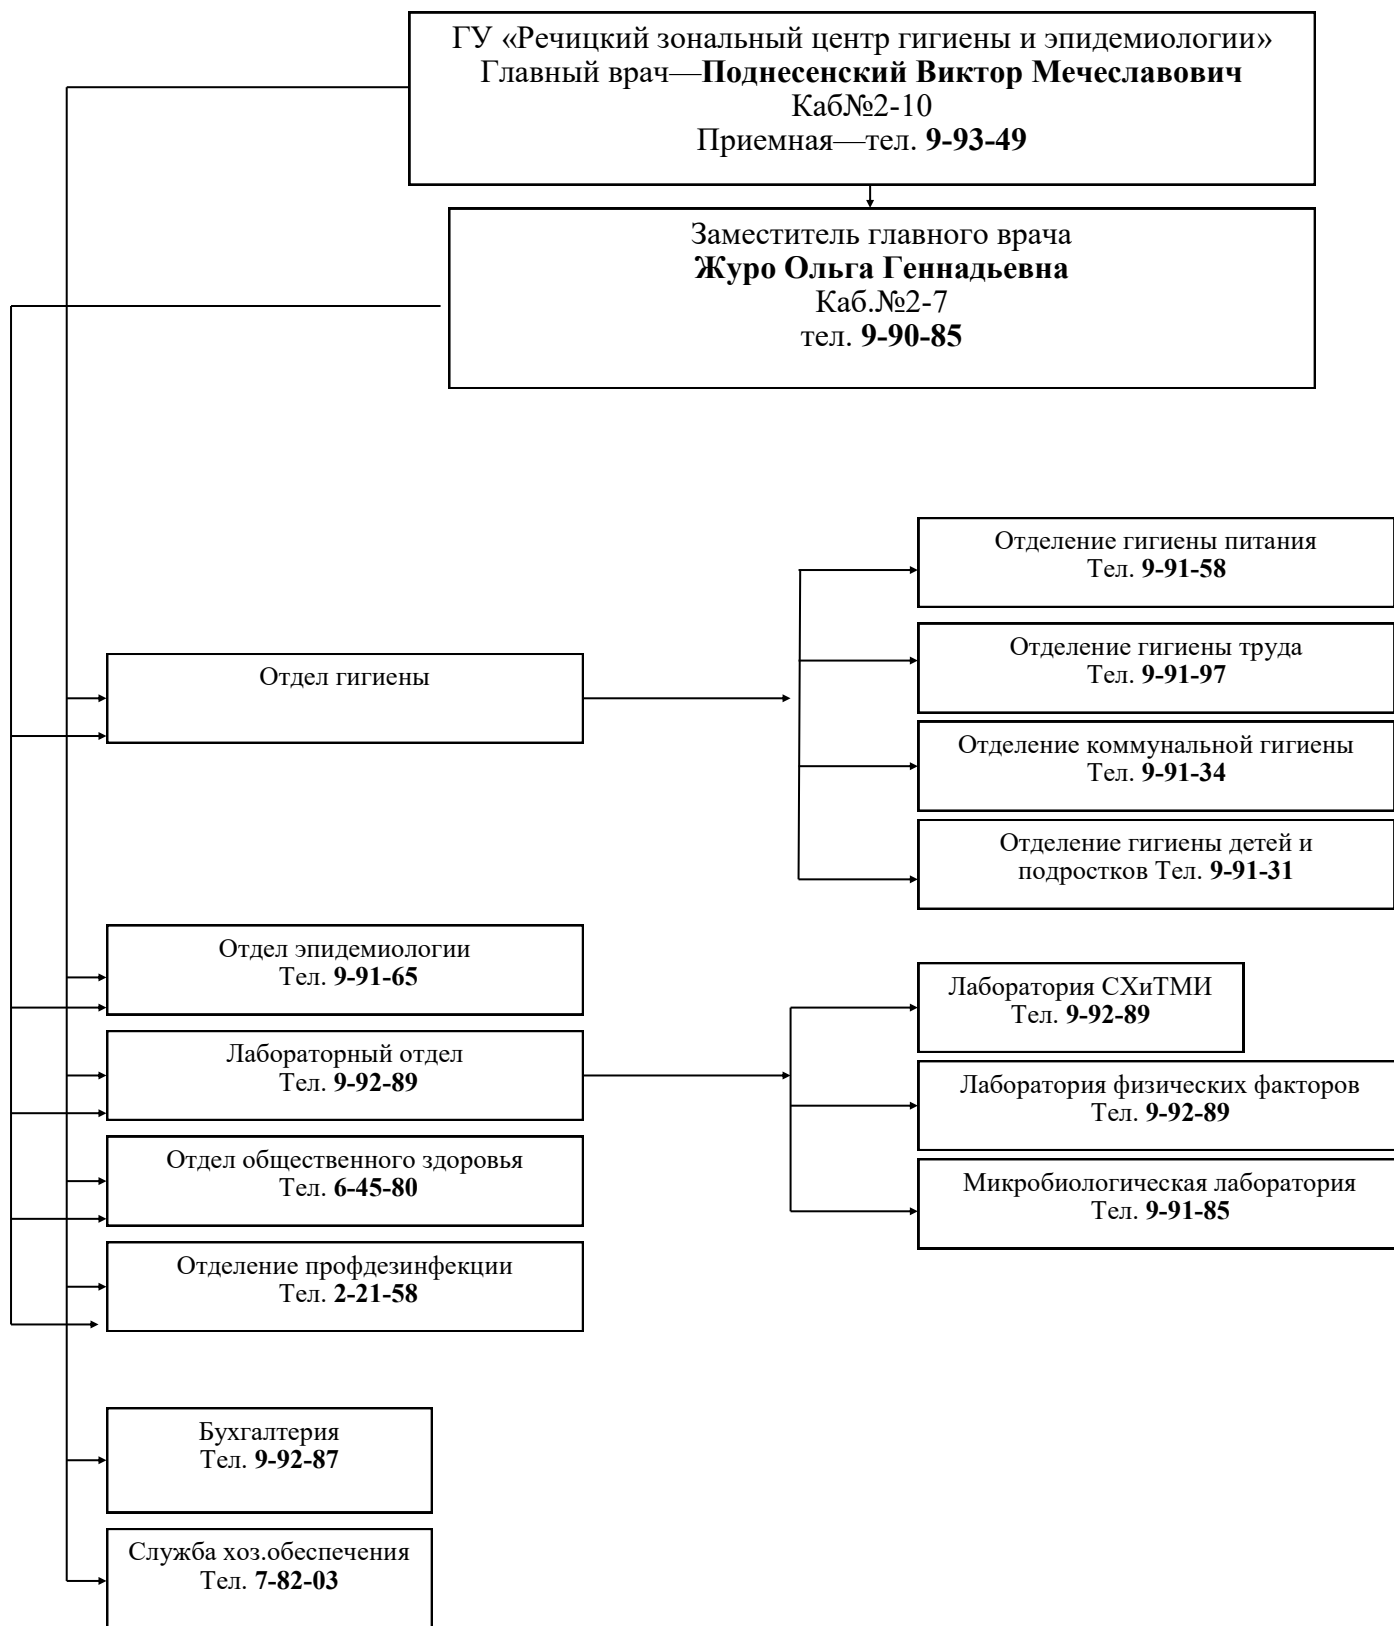 ГУ «Речицкий зональный центр гигиены и эпидемиологии»
Главный врач—Поднесенский Виктор Мечеславович
Каб№2-10
Приемная—тел. 9-93-49
Заместитель главного врача
Журо Ольга Геннадьевна
Каб.№2-7
тел. 9-90-85
Отдел гигиены
Отделение гигиены питания
Тел. 9-91-58
Отделение гигиены труда
Тел. 9-91-97
Отделение коммунальной гигиены
Тел. 9-91-34
Отделение гигиены детей и
подростков Тел. 9-91-31
Отдел эпидемиологии
Тел. 9-91-65
Лабораторный отдел
Тел. 9-92-89
Лаборатория СХиТМИ
Тел. 9-92-89
Лаборатория физических факторов
Тел. 9-92-89
Микробиологическая лаборатория
Тел. 9-91-85
Отдел общественного здоровья
Тел. 6-45-80
Отделение профдезинфекции
Тел. 2-21-58
Бухгалтерия
Тел. 9-92-87
Служба хоз.обеспечения
Тел. 7-82-03